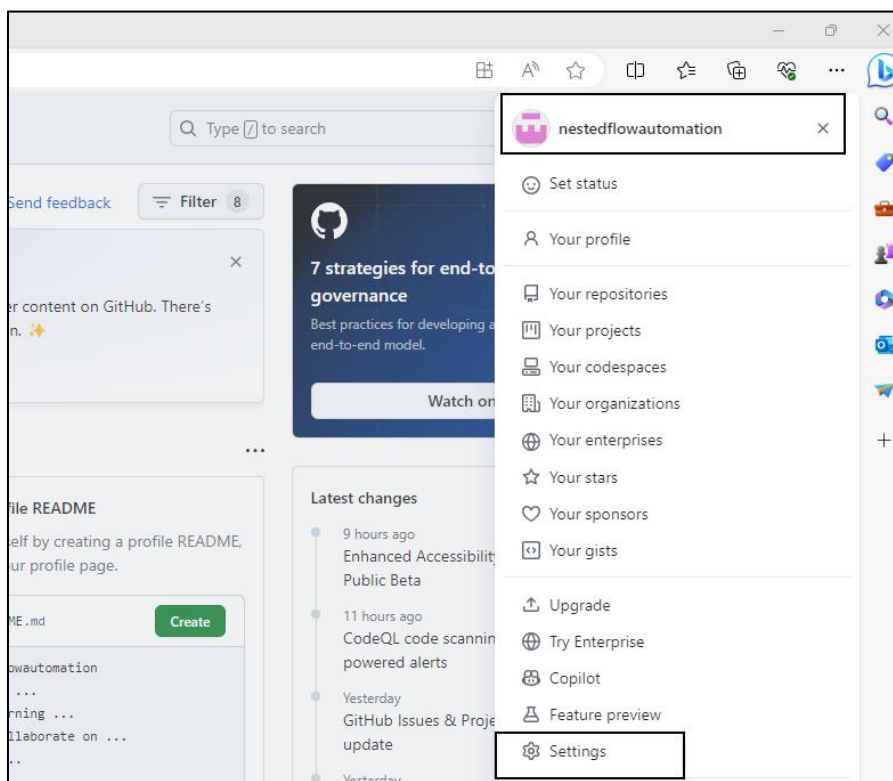 Type / to search
nestedflowautomation
Set status
Your profile
Your repositories
Your projects
Your codespaces
Your organizations
Your enterprises
Your stars
Your sponsors
Your gists
Upgrade
Try Enterprise
Copilot
Feature preview
Settings
Send feedback
Filter 8
er content on GitHub. There's
n.
7 strategies for end-to
governance
Best practices for developing a
end-to-end model.
Watch on
file README
elf by creating a profile README,
our profile page.
ME.md
Create
owautomation
...
rning ...
llaborate on ...
..
Latest changes
9 hours ago
Enhanced Accessibility
Public Beta
11 hours ago
CodeQL code scannin
powered alerts
Yesterday
GitHub Issues & Proje
update
Yesterday